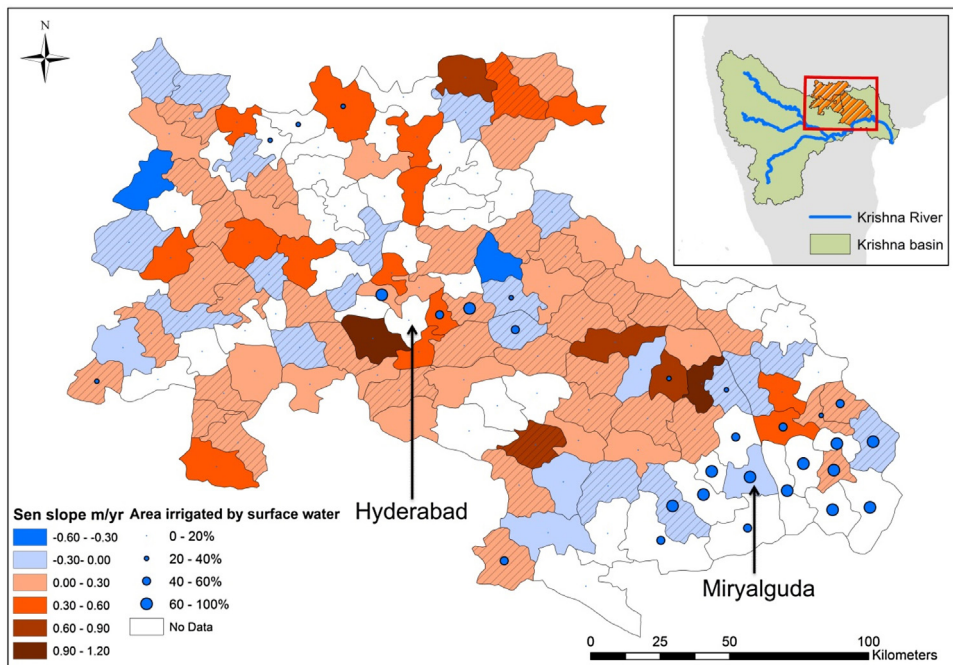 N
Krishna River
Krishna basin
Hyderabad
Miryalguda
Sen slope m/yr
-0.60 - -0.30
-0.30- 0.00
0.00 - 0.30
0.30 - 0.60
0.60 - 0.90
0.90 - 1.20
Area irrigated by surface water
0 - 20%
20 - 40%
40 - 60%
60 - 100%
No Data
0 25 50 100
Kilometers